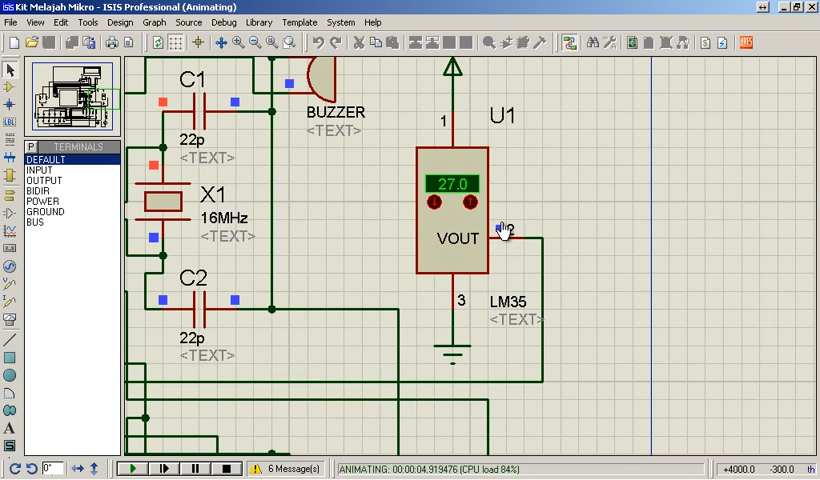 Kit Melajah Mikro - ISIS Professional (Animating)
File View Edit Tools Design Graph Source Debug Library Template System Help
C1
22p
<TEXT>
BUZZER
<TEXT>
1
U1
27.0
VOUT
2
3
LM35
<TEXT>
X1
16MHz
<TEXT>
C2
22p
<TEXT>
P TERMINALS
DEFAULT
INPUT
OUTPUT
BIDIR
POWER
GROUND
BUS
LBL
A
S
ARES
0°
6 Message(s)
ANIMATING: 00:00:04.919476 (CPU load 84%)
+4000.0 -300.0 th